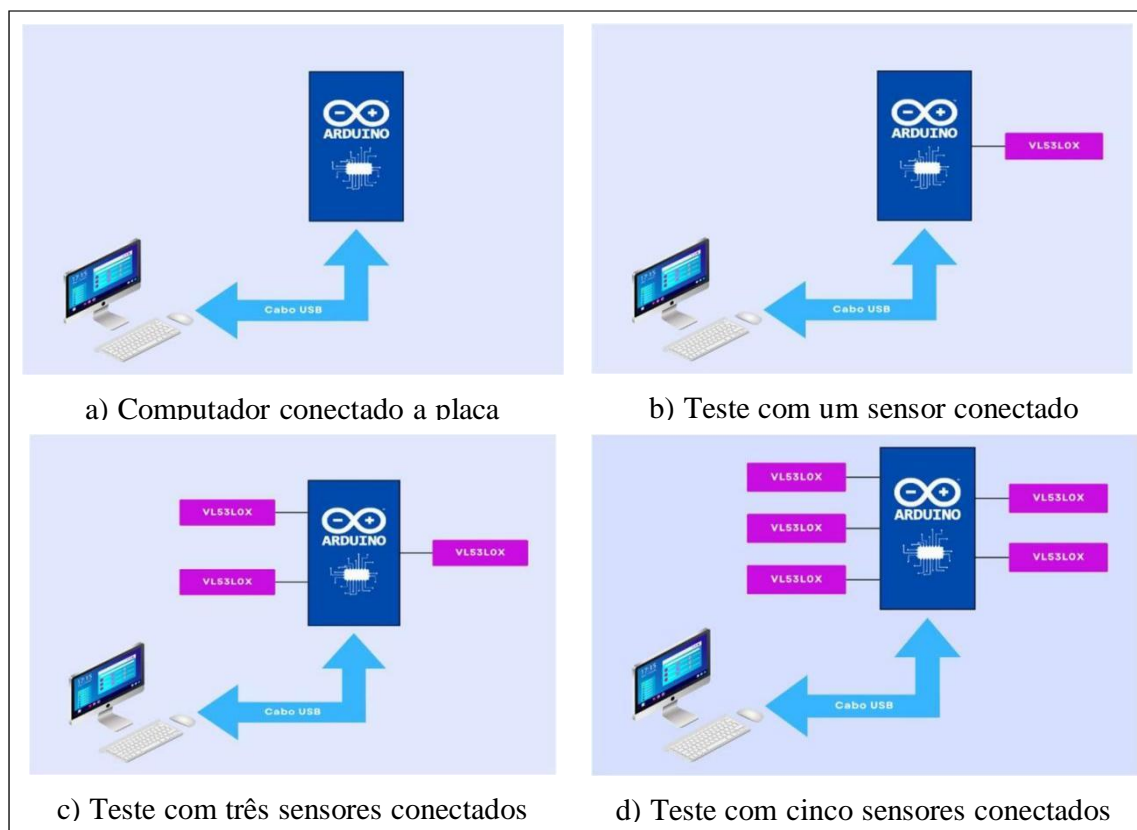 ARDUINO
Cabo USB
a) Computador conectado a placa
ARDUINO
VL53L0X
Cabo USB
b) Teste com um sensor conectado
VL53L0X
ARDUINO
VL53L0X
VL53L0X
Cabo USB
c) Teste com três sensores conectados
VL53L0X
VL53L0X
ARDUINO
VL53L0X
VL53L0X
VL53L0X
Cabo USB
d) Teste com cinco sensores conectados